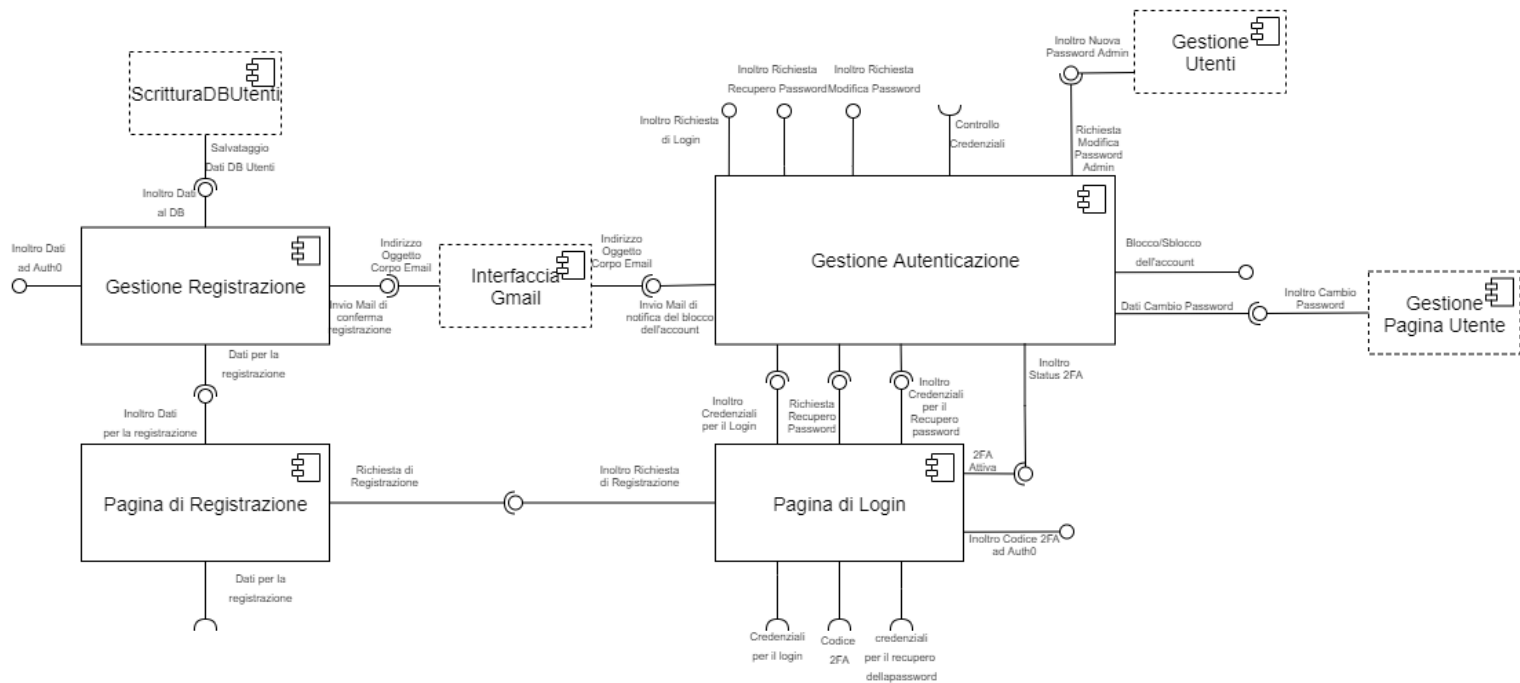 Gestione
Utenti
Inoltro Nuova
Password Admin
ScritturaDBUtenti
Inoltro Richiesta
Recupero Password
Inoltro Richiesta
Modifica Password
Inoltro Richiesta
di Login
Controllo
Credenziali
Richiesta
Modifica
Password
Admin
Salvataggio
Dati DB Utenti
Inoltro Dati
al DB
Inoltro Dati
ad Auth0
Gestione Registrazione
Indirizzo
Oggetto
Corpo Email
Invio Mail di
conferma
registrazione
Interfaccia
Gmail
Indirizzo
Oggetto
Corpo Email
Invio Mail di
notifica del blocco
dell'account
Gestione Autenticazione
Blocco/Sblocco
dell'account
Dati Cambio Password
Inoltro Cambio
Password
Gestione
Pagina Utente
Dati per la
registrazione
Inoltro Dati
per la registrazione
Inoltro
Credenziali
per il Login
Richiesta
Recupero
Password
Inoltro
Credenziali
per il
Recupero
password
Inoltro
Status 2FA
2FA
Attiva
Pagina di Registrazione
Richiesta di
Registrazione
Inoltro Richiesta
di Registrazione
Pagina di Login
Inoltro Codice 2FA
ad Auth0
Dati per la
registrazione
Credenziali
per il login
Codice
2FA
credenziali
per il recupero
dellapassword